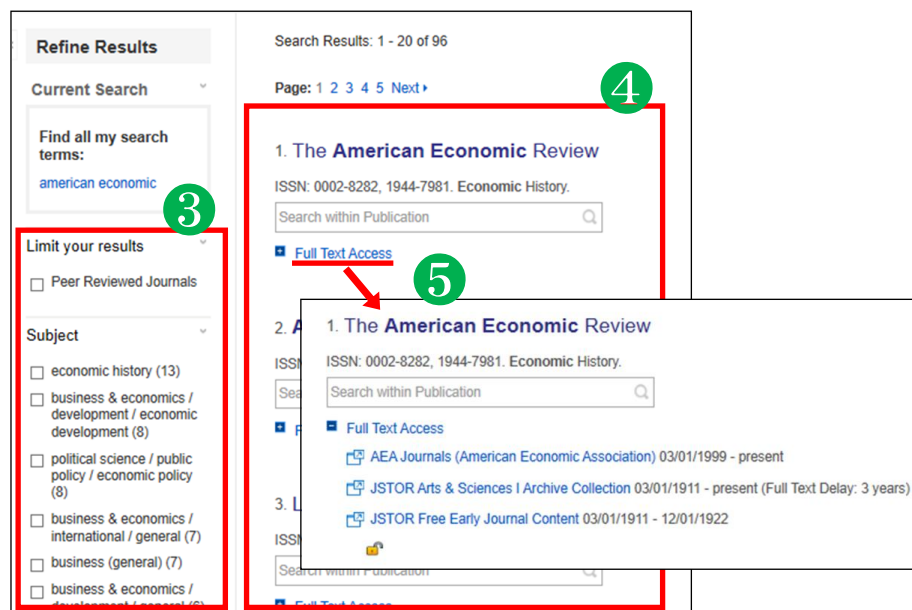 Refine Results
Current Search
Find all my search
terms:
american economic
3
Limit your results
Peer Reviewed Journals
Subject
economic history (13)
business & economics /
development / economic
development (8)
political science / public
policy / economic policy
(8)
business & economics /
international / general (7)
business (general) (7)
business & economics /
development / general (6)
Search Results: 1 - 20 of 96
Page: 1 2 3 4 5 Next
4
1. The American Economic Review
ISSN: 0002-8282, 1944-7981. Economic History.
Search within Publication
Full Text Access
5
2. A
ISSN
Sea
F
3. L
ISSN
Search within Publication
Full Text Access
1. The American Economic Review
ISSN: 0002-8282, 1944-7981. Economic History.
Search within Publication
Full Text Access
AEA Journals (American Economic Association) 03/01/1999 - present
JSTOR Arts & Sciences I Archive Collection 03/01/1911 - present (Full Text Delay: 3 years)
JSTOR Free Early Journal Content 03/01/1911 - 12/01/1922